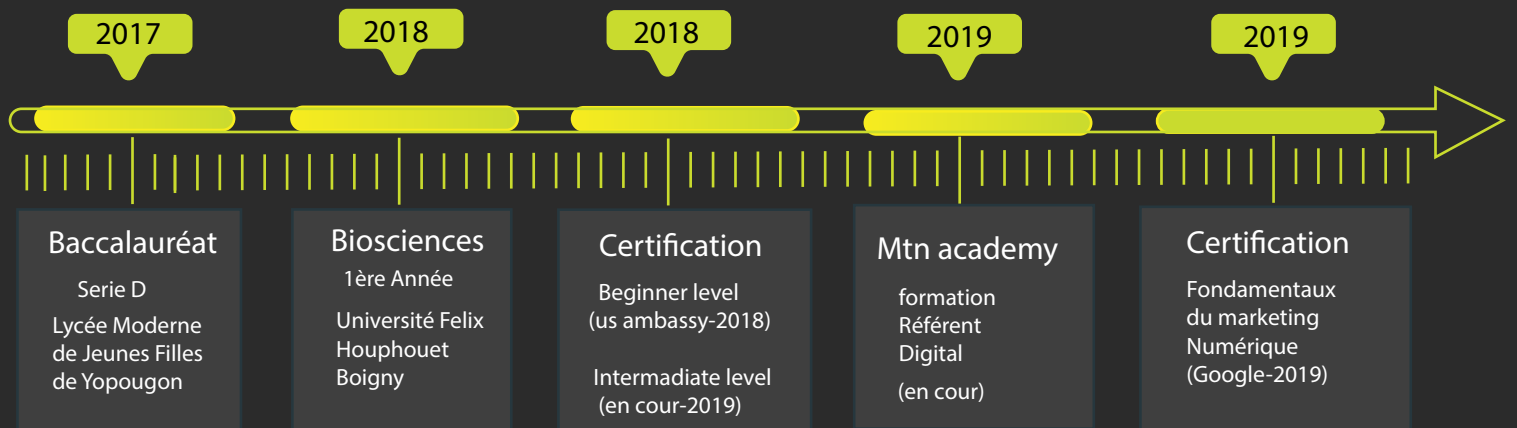 2017
2018
2018
2019
2019
Baccalauréat
Serie D
Lycée Moderne
de Jeunes Filles
de Yopougon
Biosciences
1ère Année
Université Felix
Houphouet
Boigny
Certification
Beginner level
(us ambassy-2018)
Intermadiate level
(en cour-2019)
Mtn academy
formation
Référent
Digital
(en cour)
Certification
Fondamentaux
du marketing
Numérique
(Google-2019)